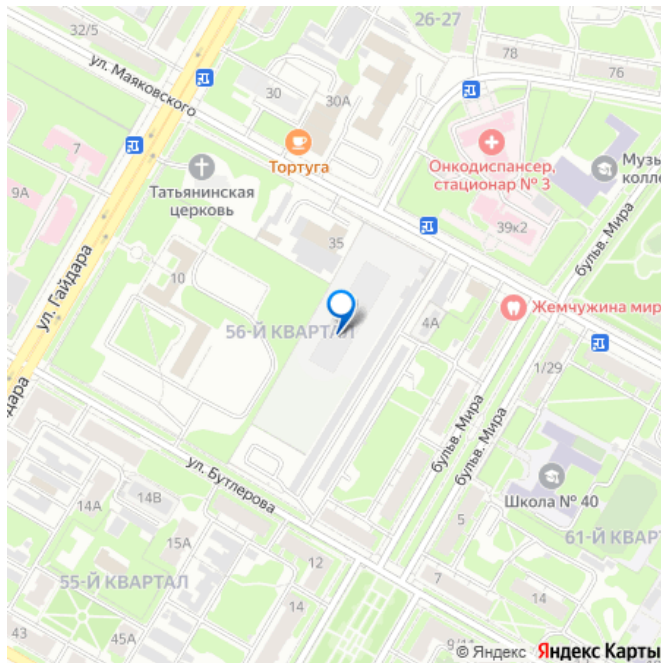 32/5
ул. Маяковского
26-27
78
76
30
30А
7
Тортуга
Онкодиспансер,
стационар № 3
Музы
колле
Татьянинская
церковь
9А
39к2
бульв. Мира
35
ул. Гайдара
10
56-Й КВАРТАЛ
4А
Жемчужина мир
1/29
дара
бульв. Мира
бульв. Мира
ул. Бутлерова
Школа № 40
14А
14В
15А
5
61-Й КВАРТ
12
55-Й КВАРТАЛ
7
14
14
43
45А
9/11
© Яндекс Яндекс Карты